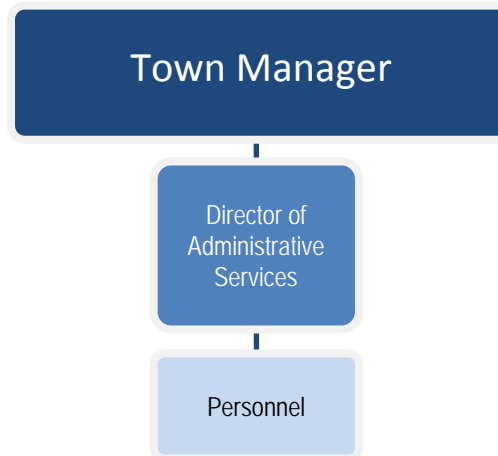 Town Manager
Director of
Administrative
Services
Personnel